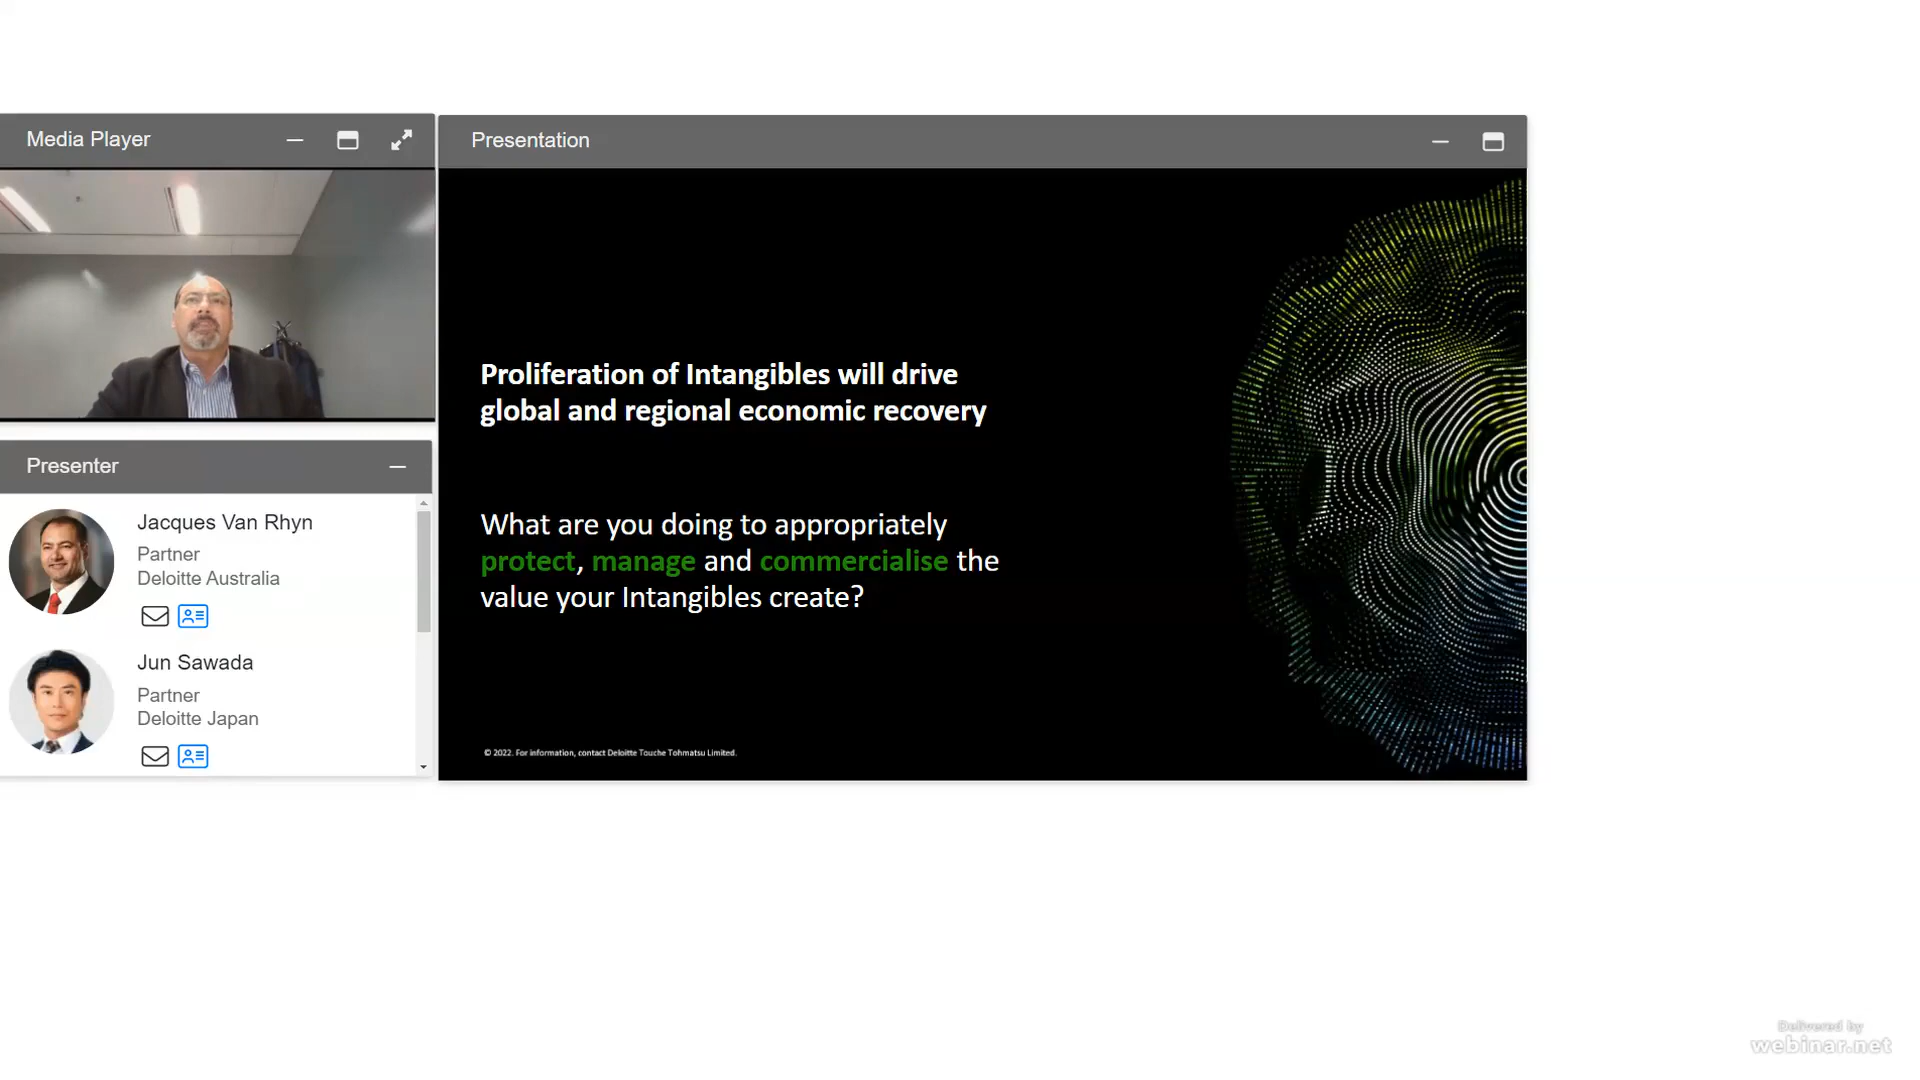 Media Player
Presentation
Proliferation of Intangibles will drive
global and regional economic recovery
What are you doing to appropriately
protect, manage and commercialise the
value your Intangibles create?
© 2022. For information, contact Deloitte Touche Tohmatsu Limited.
Presenter
Jacques Van Rhyn
Partner
Deloitte Australia
Jun Sawada
Partner
Deloitte Japan
Delivered by
webinar.net